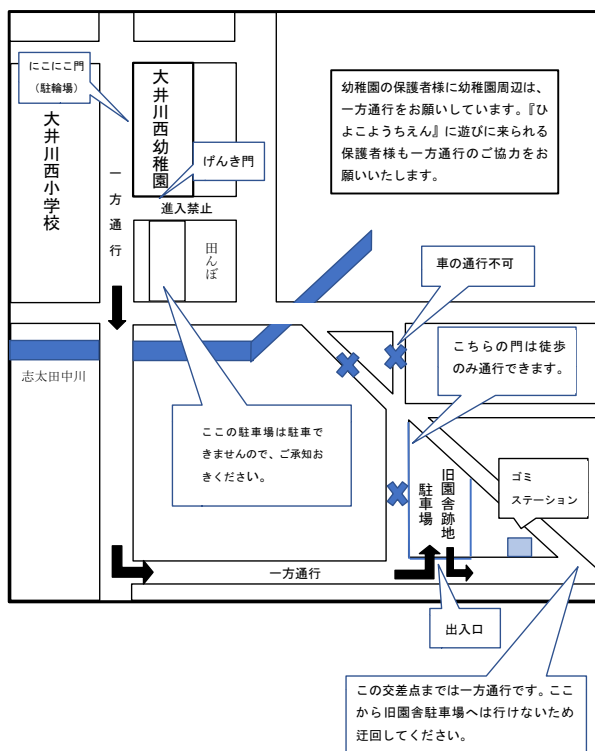 にこにこ門
（駐輪場）
大井川西幼稚園
大井川西小学校
幼稚園の保護者様に幼稚園周辺は、
一方通行をお願いしています。『ひ
よこようちえん』に遊びに来られる
保護者様も一方通行のご協力をお
願いいたします。
げんき門
一方通行
進入禁止
田んぼ
車の通行不可
こちらの門は徒歩
のみ通行できます。
志太田中川
ここの駐車場は駐車で
きませんので、ご承知お
きください。
旧園舎跡地
駐車場
ゴミ
ステーション
一方通行
出入口
この交差点までは一方通行です。ここ
から旧園舎駐車場へは行けないため
迂回してください。